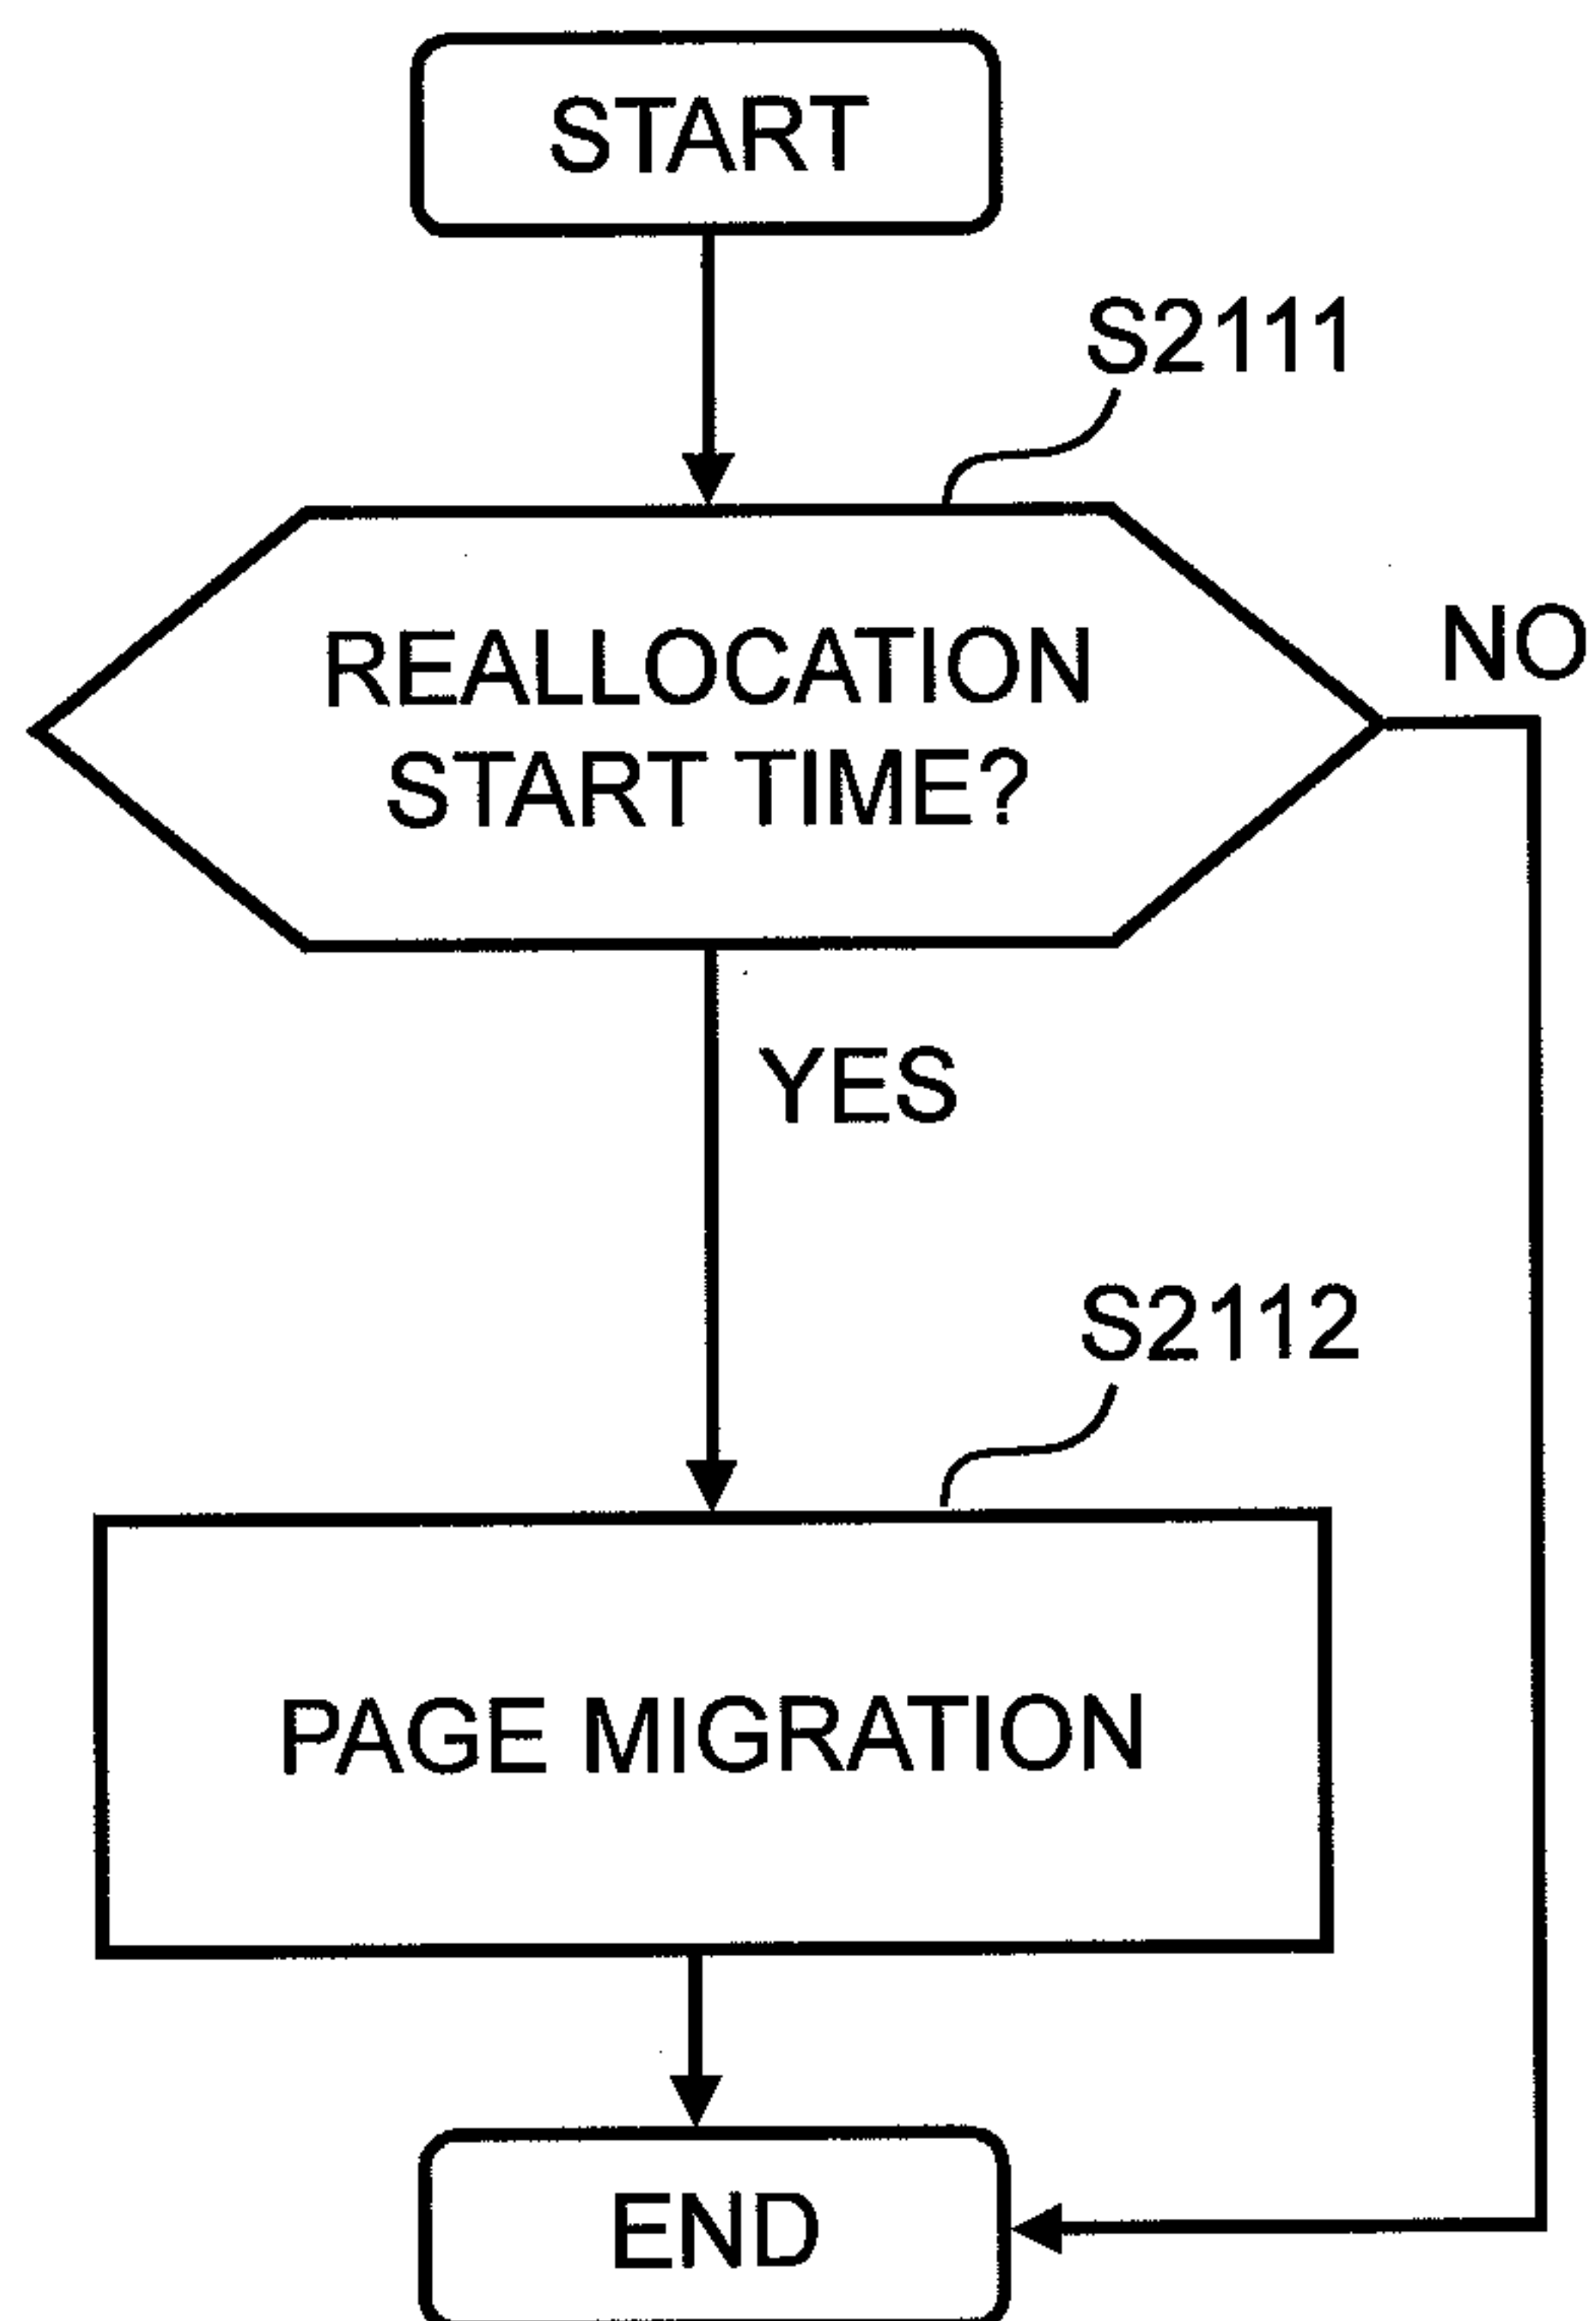 START
S2111
REALLOCATION
START TIME?
NO
YES
S2112
PAGE MIGRATION
END